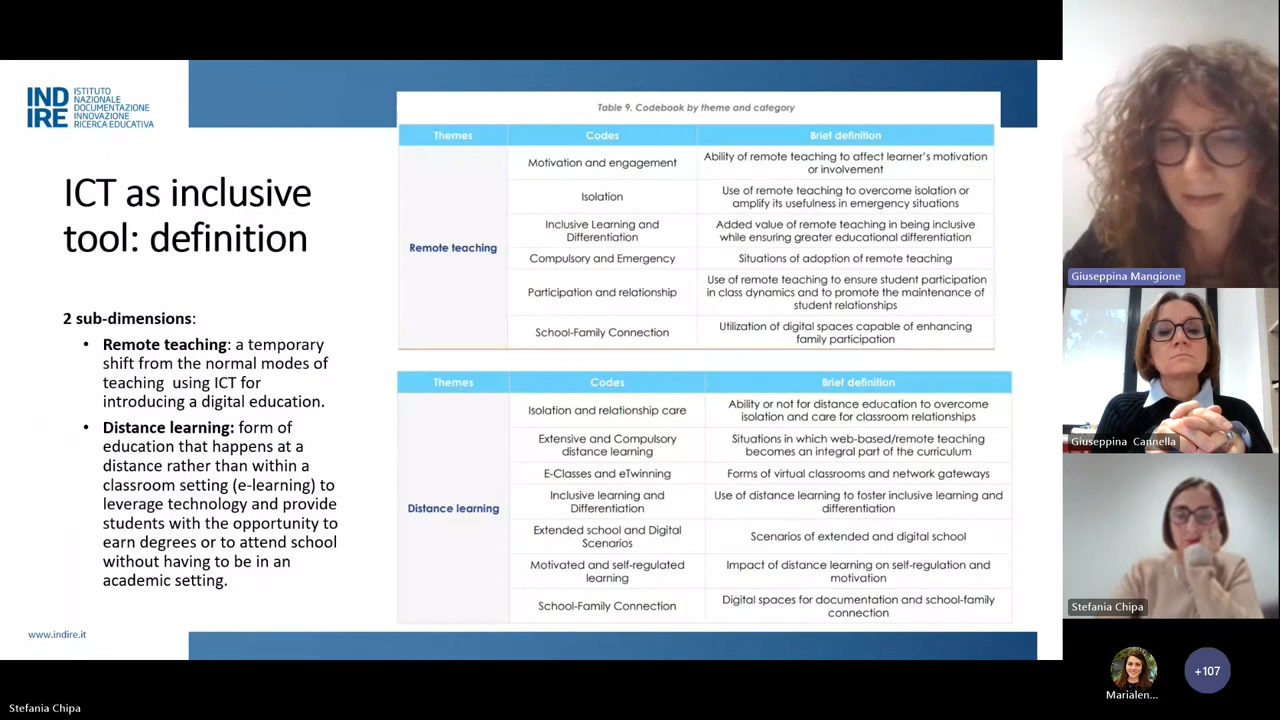 IND
IRE
ISTITUTO
NAZIONALE
DOCUMENTAZIONE
INNOVAZIONE
RICERCA EDUCATIVA
ICT as inclusive
tool: definition
2 sub-dimensions:
• Remote teaching: a temporary
shift from the normal modes of
teaching using ICT for
introducing a digital education.
• Distance learning: form of
education that happens at a
distance rather than within a
classroom setting (e-learning) to
leverage technology and provide
students with the opportunity to
earn degrees or to attend school
without having to be in an
academic setting.
www.indire.it
Table 9. Codebook by theme and category
Themes Codes Brief definition
Remote teaching
Motivation and engagement
Ability of remote teaching to affect learner's motivation
or involvement
Isolation
Use of remote teaching to overcome isolation or
amplify its usefulness in emergency situations
Inclusive Learning and
Differentiation
Added value of remote teaching in being inclusive
while ensuring greater educational differentiation
Compulsory and Emergency
Situations of adoption of remote teaching
Participation and relationship
Use of remote teaching to ensure student participation
in class dynamics and to promote the maintenance of
student relationships
School-Family Connection
Utilization of digital spaces capable of enhancing
family participation
Themes Codes Brief definition
Distance learning
Isolation and relationship care
Ability or not for distance education to overcome
isolation and care for classroom relationships
Extensive and Compulsory
distance learning
Situations in which web-based/remote teaching
becomes an integral part of the curriculum
E-Classes and eTwinning
Forms of virtual classrooms and network gateways
Inclusive learning and
Differentiation
Use of distance learning to foster inclusive learning and
differentiation
Extended school and Digital
Scenarios
Scenarios of extended and digital school
Motivated and self-regulated
learning
Impact of distance learning on self-regulation and
motivation
School-Family Connection
Digital spaces for documentation and school-family
connection
Giuseppina Mangione
Giuseppina Cannella
Stefania Chipa
Marialen...
+107
Stefania Chipa